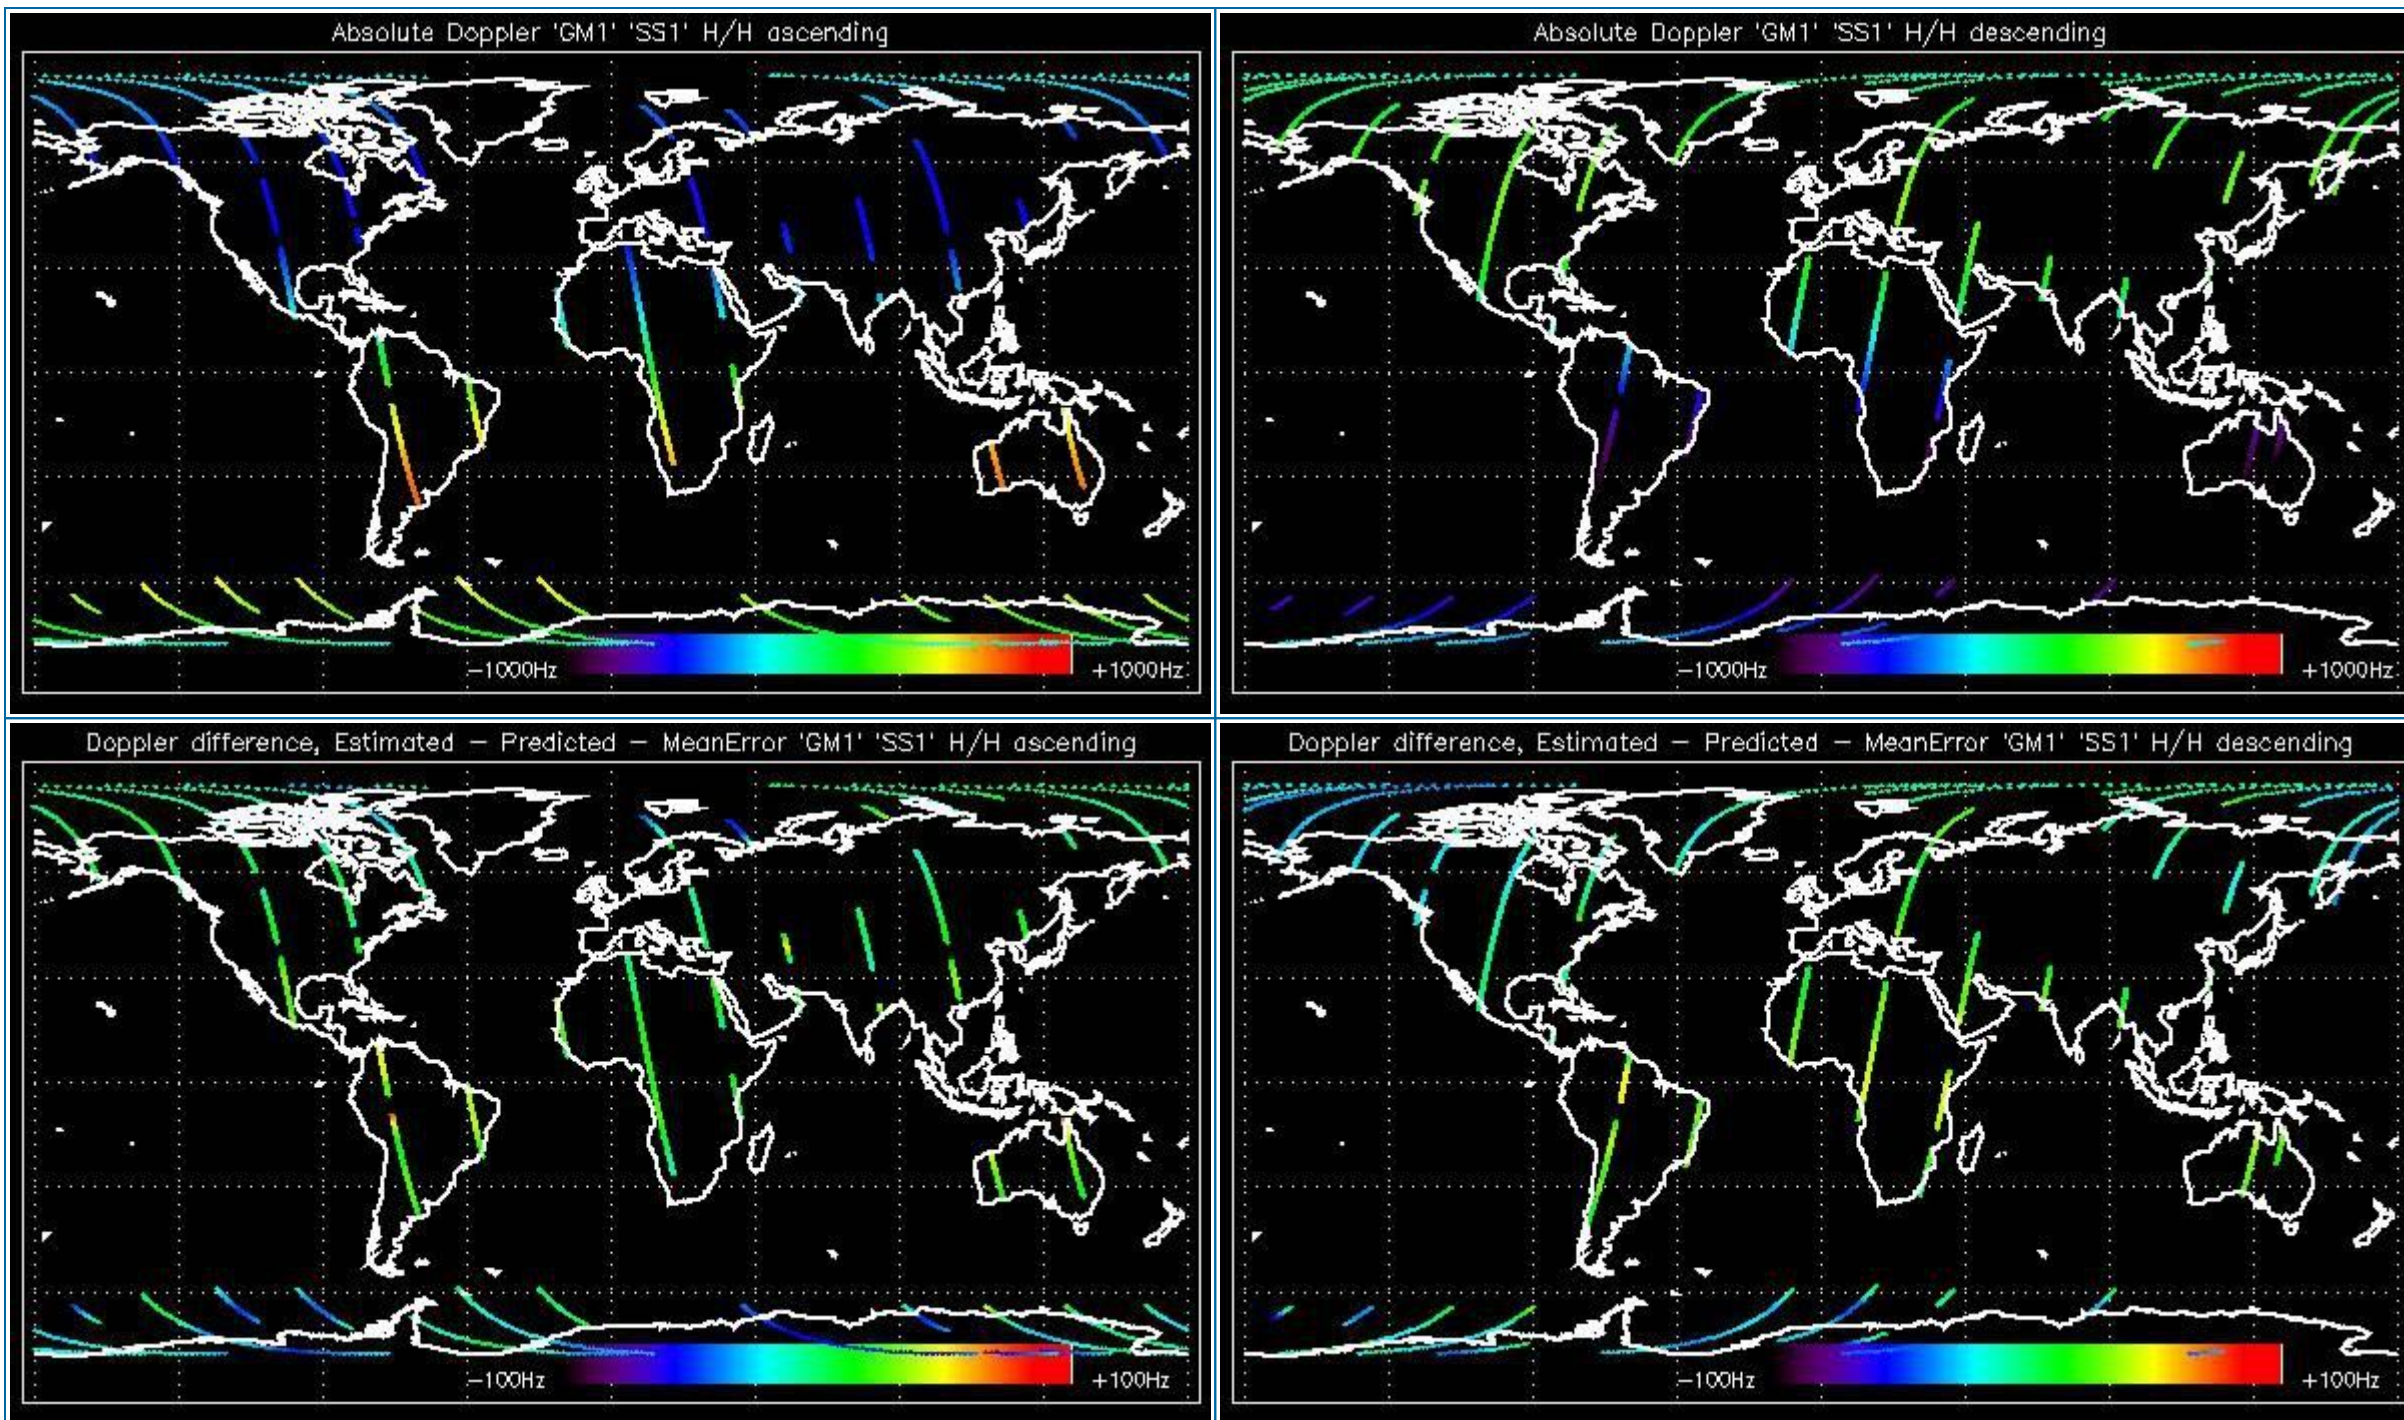 Absolute Doppler 'GM1' 'SS1' H/H ascending
−1000Hz
+1000Hz
Absolute Doppler 'GM1' 'SS1' H/H descending
−1000Hz
+1000Hz
Doppler difference, Estimated − Predicted − MeanError 'GM1' 'SS1' H/H ascending
−100Hz
+100Hz
Doppler difference, Estimated − Predicted − MeanError 'GM1' 'SS1' H/H descending
−100Hz
+100Hz